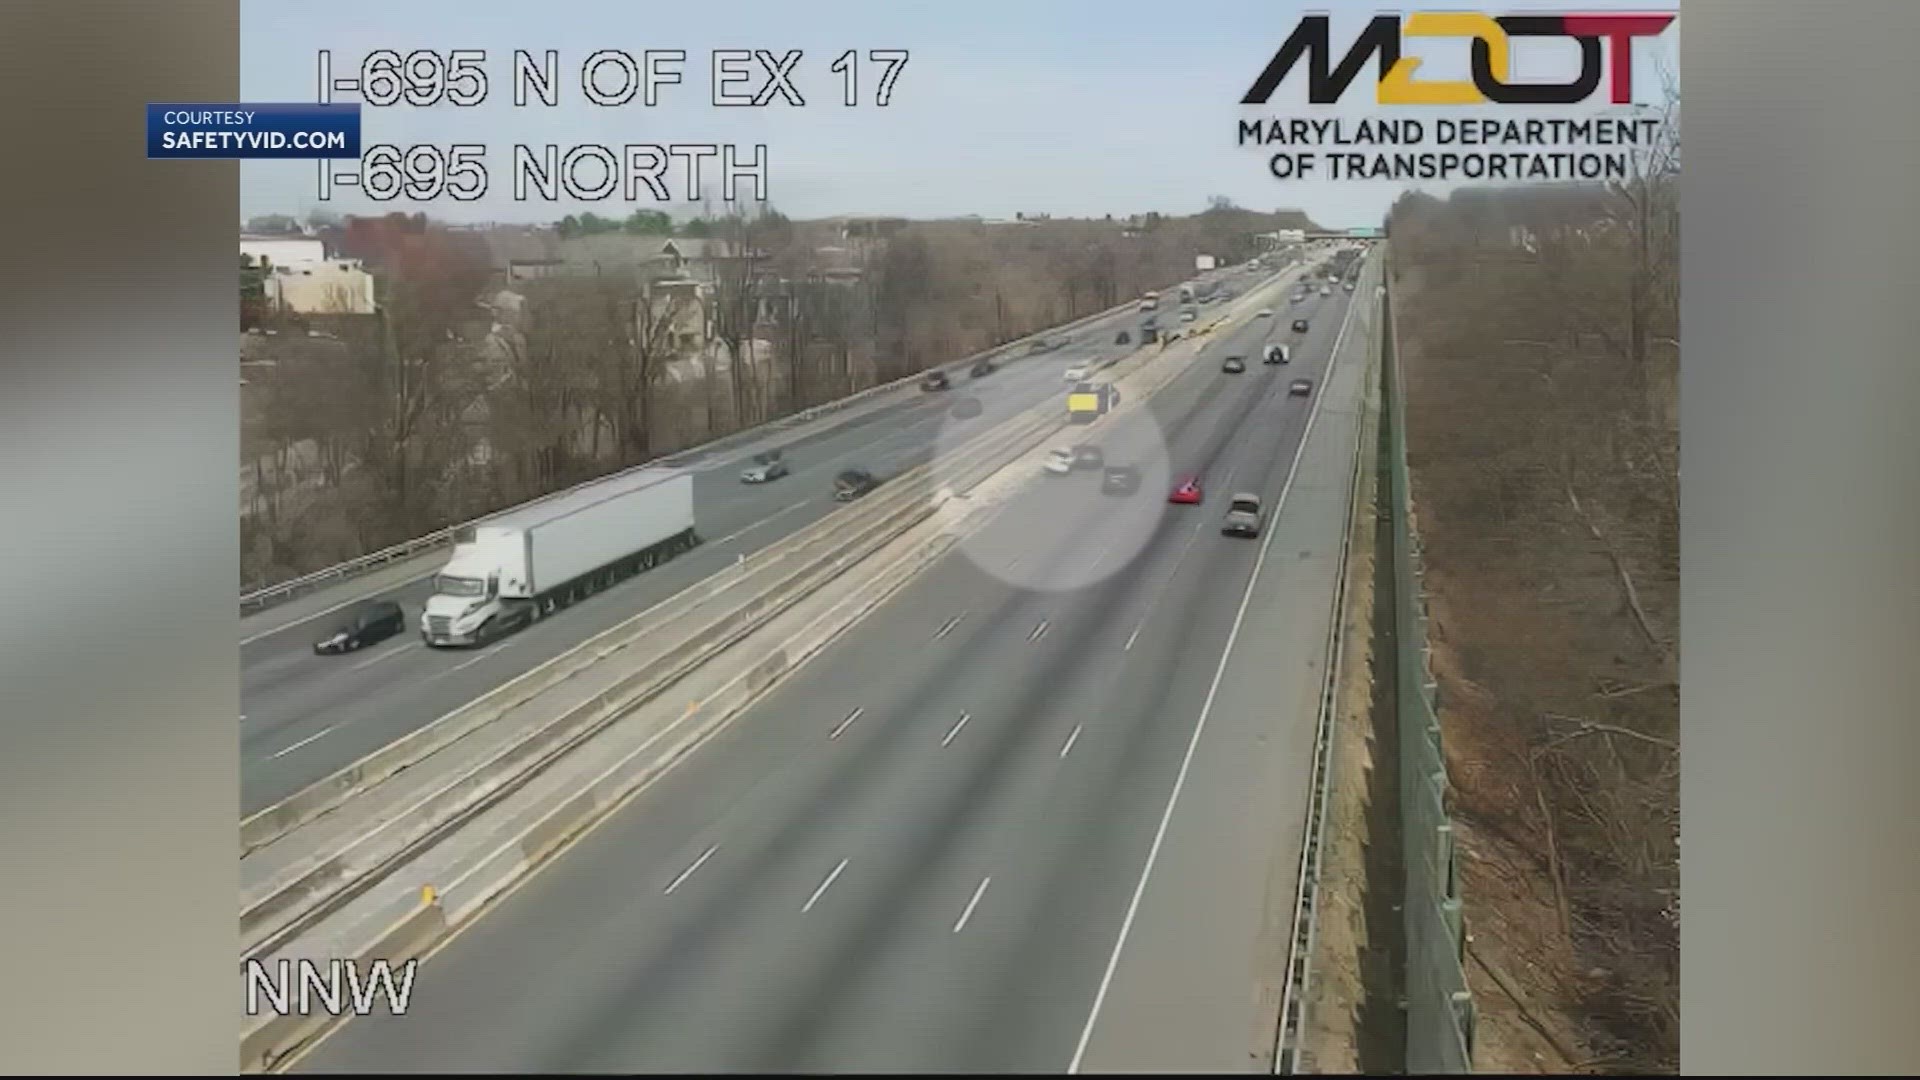 I-695 N OF EX 17
COURTESY
SAFETYVID.COM
I-695 NORTH
MDOT
MARYLAND DEPARTMENT
OF TRANSPORTATION
NNW